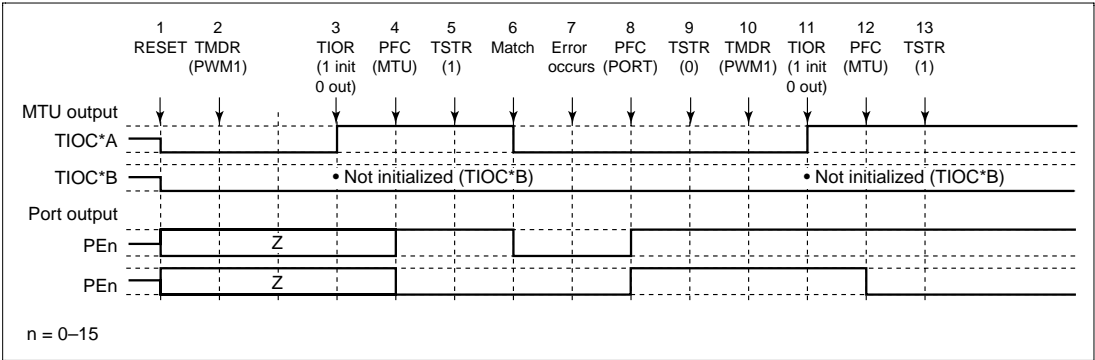 1 2 3 4 5 6 7 8 9 10 11 12 13
RESET TMDR TIOR PFC TSTR Match Error PFC TSTR TMDR TIOR PFC TSTR
(PWM1) (1 init (MTU) (1) occurs (PORT) (0) (PWM1) (1 init (MTU) (1)
0 out) 0 out)
MTU output
TIOC*A
TIOC*B • Not initialized (TIOC*B) • Not initialized (TIOC*B)
Port output
PEn Z
PEn Z
n = 0–15